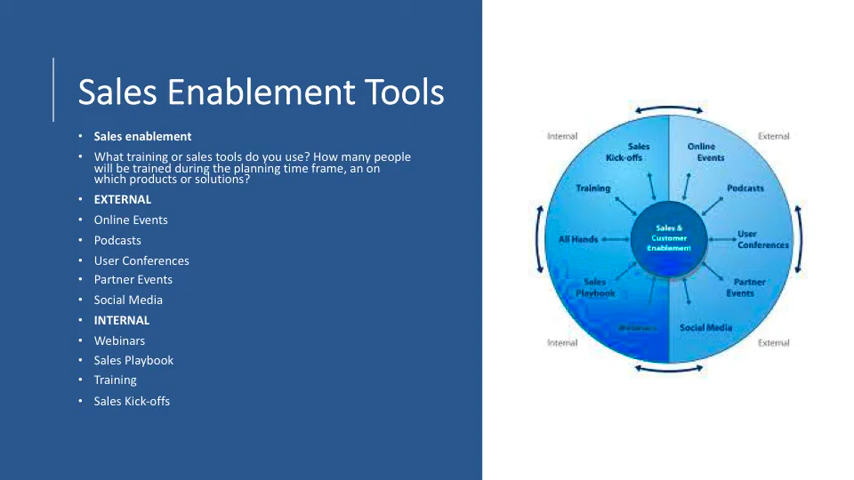 Sales Enablement Tools
• Sales enablement
• What training or sales tools do you use? How many people
will be trained during the planning time frame, an on
which products or solutions?
• EXTERNAL
• Online Events
• Podcasts
• User Conferences
• Partner Events
• Social Media
• INTERNAL
• Webinars
• Sales Playbook
• Training
• Sales Kick-offs
Internal
External
Sales
Kick-offs
Online
Events
Training
Podcasts
All Hands
Sales &
Customer
Enablement
User
Conferences
Sales
Playbook
Partner
Events
Webinars
Social Media
Internal
External